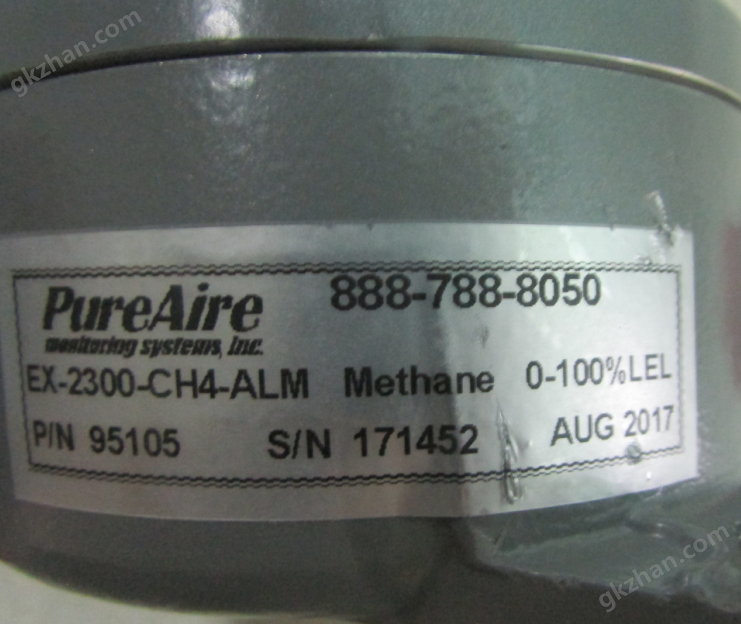 gkzhan.com
PureAire 888-788-8050
monitoring systems, Inc.
EX-2300-CH4-ALM Methane 0-100%LEL
P/N 95105 S/N 171452 AUG 2017
gkzhan.com